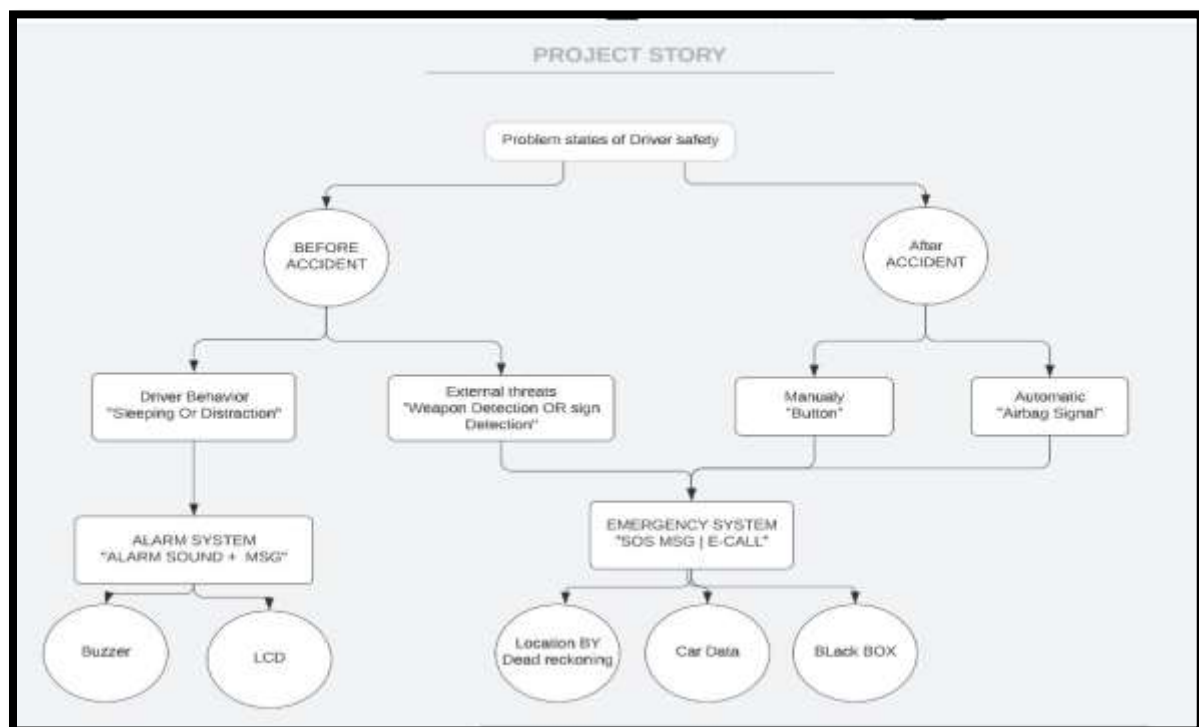 PROJECT STORY
Problem states of Driver safety
BEFORE
ACCIDENT
After
ACCIDENT
Driver Behavior
"Sleeping Or Distraction"
External threats
"Weapon Detection OR sign
Detection"
Manualy
"Button"
Automatic
"Airbag Signal"
ALARM SYSTEM
"ALARM SOUND + MSG"
EMERGENCY SYSTEM
"SOS MSG | E-CALL"
Buzzer
LCD
Location BY
Dead reckoning
Car Data
BLack BOX